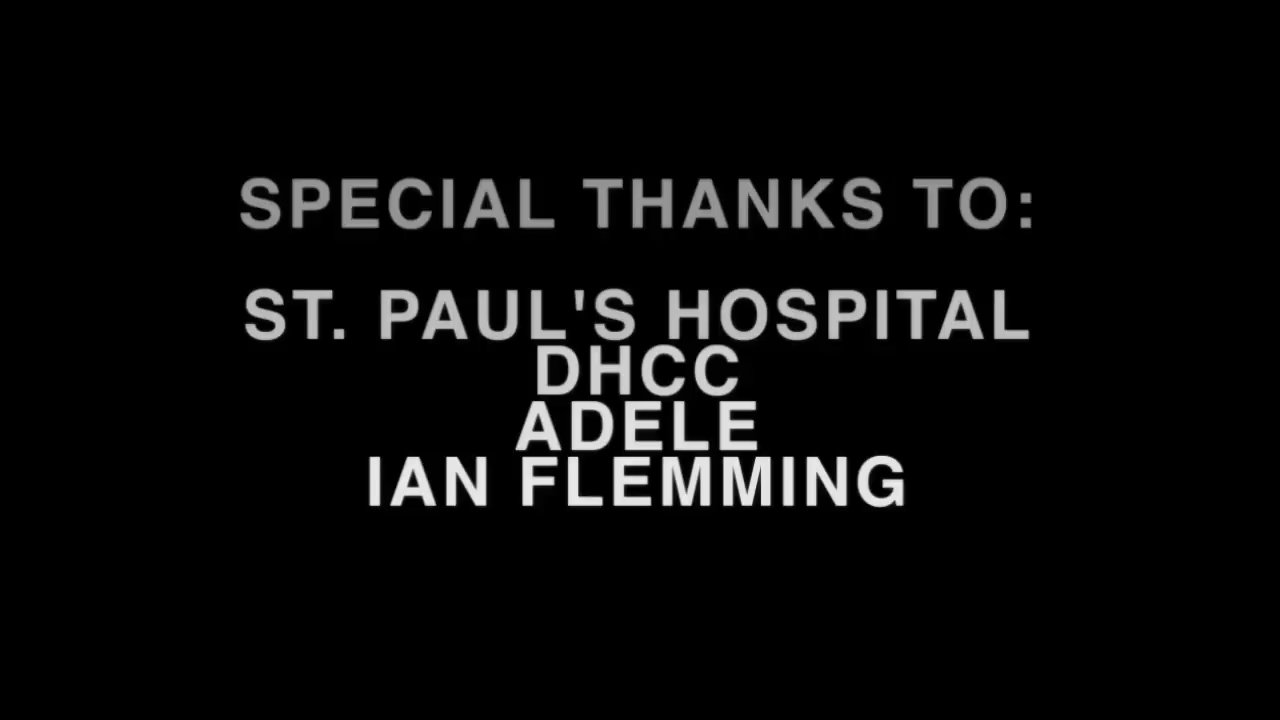 SPECIAL THANKS TO:
ST. PAUL'S HOSPITAL
DHCC
ADELE
IAN FLEMMING